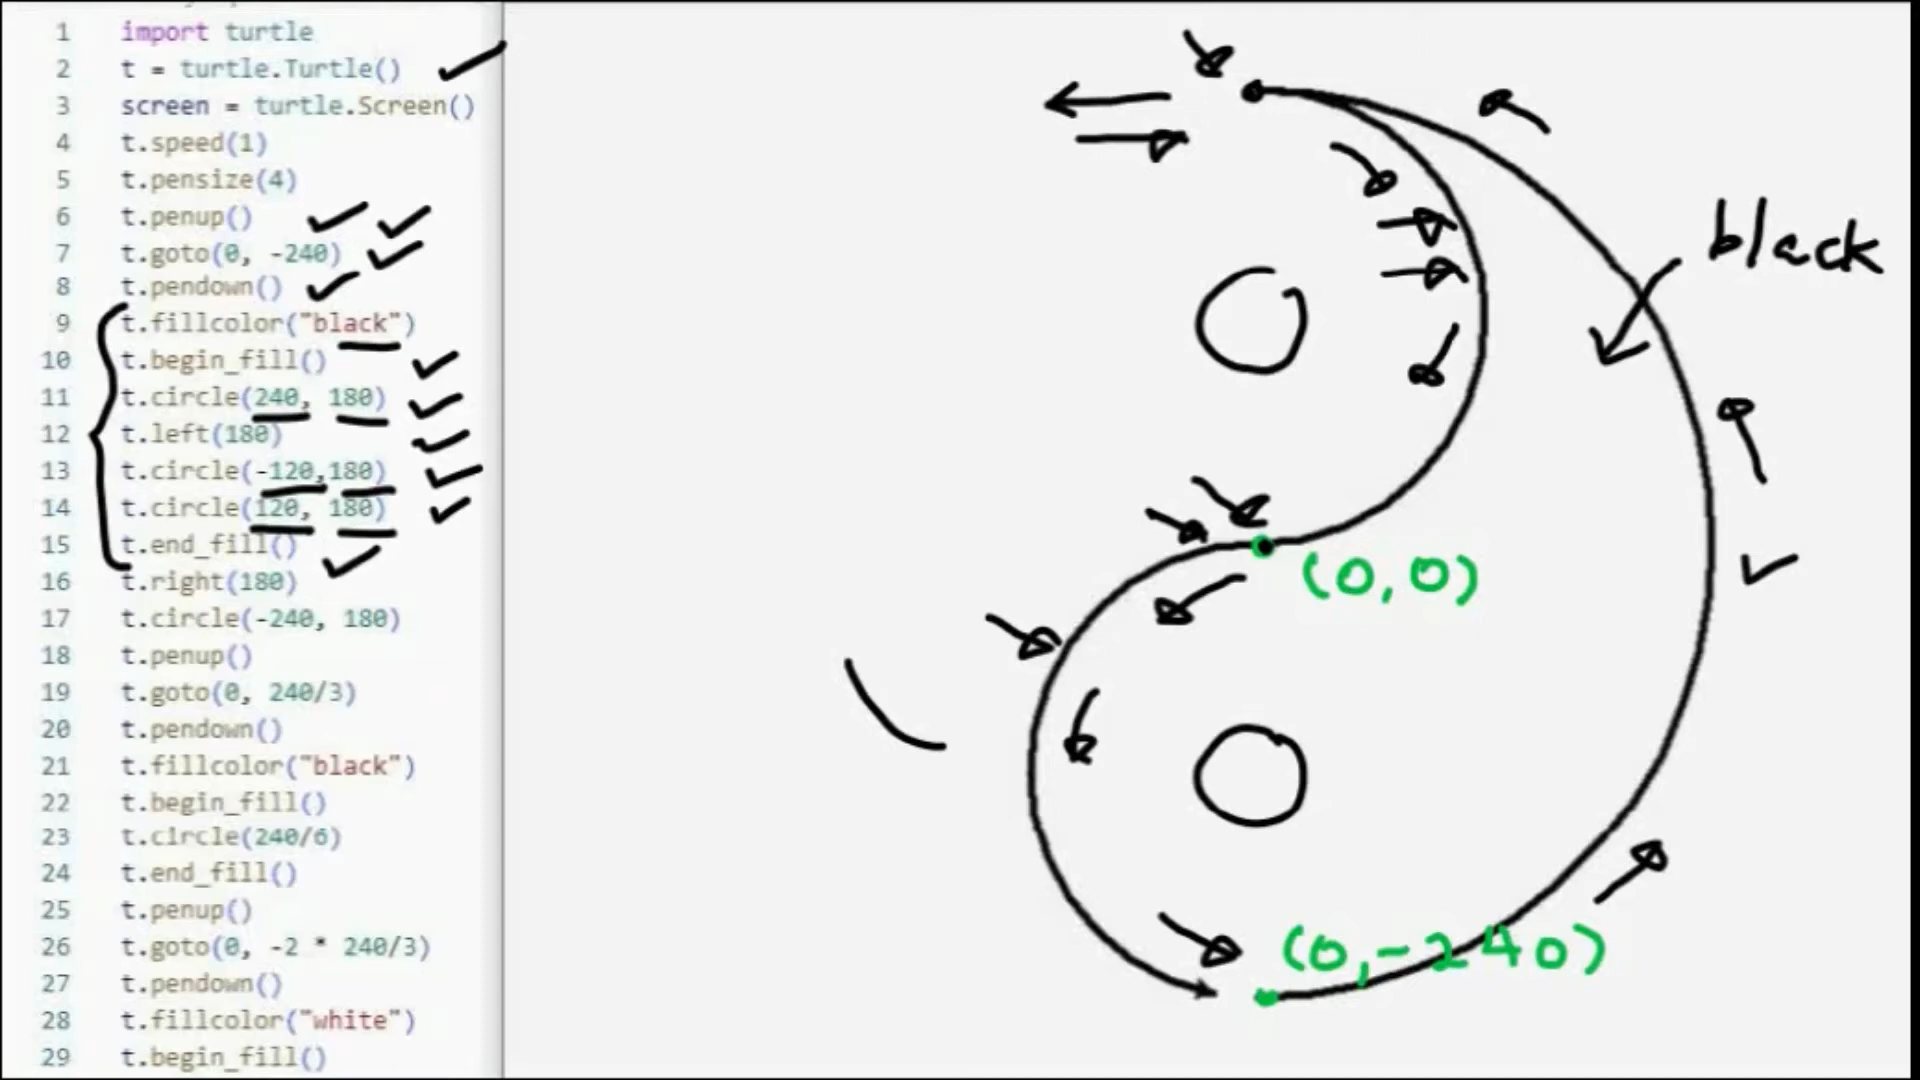 1 import turtle
2 t = turtle.Turtle()
3 screen = turtle.Screen()
4 t.speed(1)
5 t.pensize(4)
6 t.penup()
7 t.goto(0, -240)
8 t.pendown()
9 t.fillcolor("black")
10 t.begin_fill()
11 t.circle(240, 180)
12 t.left(180)
13 t.circle(-120,180)
14 t.circle(120, 180)
15 t.end_fill()
16 t.right(180)
17 t.circle(-240, 180)
18 t.penup()
19 t.goto(0, 240/3)
20 t.pendown()
21 t.fillcolor("black")
22 t.begin_fill()
23 t.circle(240/6)
24 t.end_fill()
25 t.penup()
26 t.goto(0, -2 * 240/3)
27 t.pendown()
28 t.fillcolor("white")
29 t.begin_fill()
black
(0,0)
(0,-240)